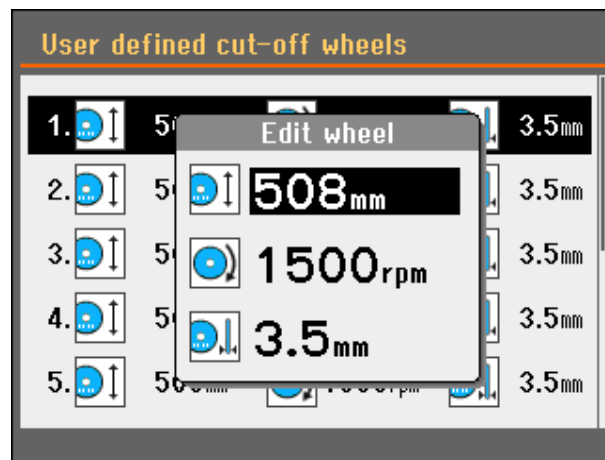 User defined cut-off wheels
1. 3.5mm
Edit wheel
2. 508mm 3.5mm
3. 1500rpm 3.5mm
4. 3.5mm 3.5mm
5. 3.5mm